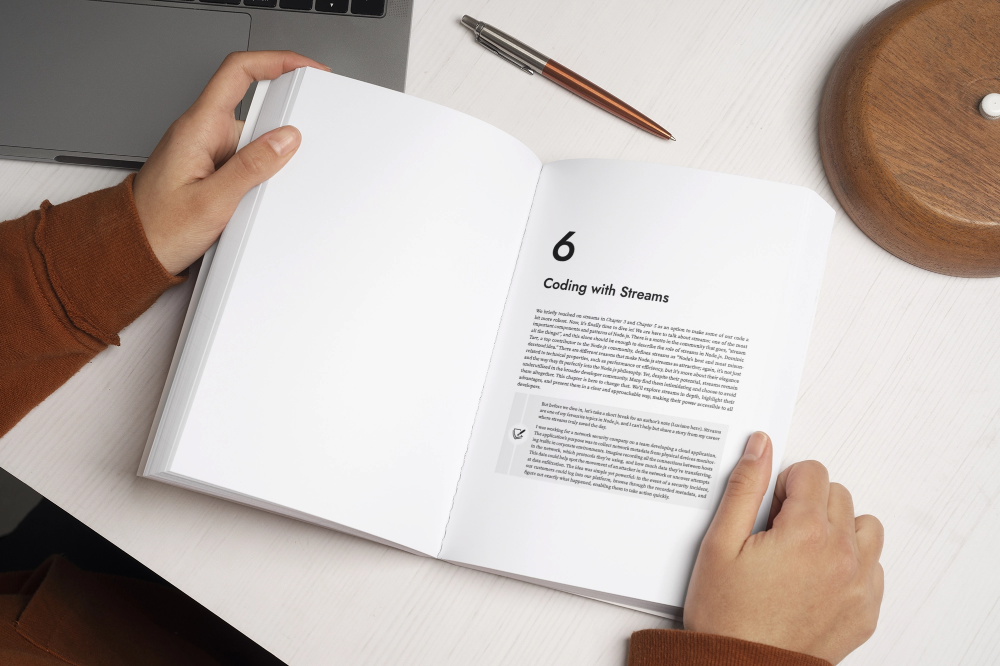 6
Coding with Streams
We briefly touched on streams in Chapter 3 and Chapter 5 as an option to make some of our code a
bit more robust. Now, it's finally time to dive in! We are here to talk about streams: one of the most
important components and patterns of Node.js. There is a motto in the community that goes, "stream
all the things!", and this alone should be enough to describe the role of streams in Node.js. Dominic
Tarr, a top contributor to the Node.js community, defines streams as "Node's best and most misun-
derstood idea." There are different reasons that make Node.js streams so attractive; again, it's not just
related to technical properties, such as performance or efficiency, but it's more about their elegance
and the way they fit perfectly into the Node.js philosophy. Yet, despite their potential, streams remain
underutilized in the broader developer community. Many find them intimidating and choose to avoid
them altogether. This chapter is here to change that. We'll explore streams in depth, highlight their
advantages, and present them in a clear and approachable way, making their power accessible to all
developers.
But before we dive in, let's take a short break for an author's note (Luciano here). Streams
are one of my favourite topics in Node.js, and I can't help but share a story from my career
where streams truly saved the day.
I was working for a network security company on a team developing a cloud application.
The application's purpose was to collect network metadata from physical devices monitor-
ing traffic in corporate environments. Imagine recording all the connections between hosts
in the network, which protocols they're using, and how much data they're transferring.
This data could help spot the movement of an attacker in the network or uncover attempts
at data exfiltration. The idea was simple yet powerful: in the event of a security incident,
our customers could log into our platform, browse through the recorded metadata, and
figure out exactly what happened, enabling them to take action quickly.